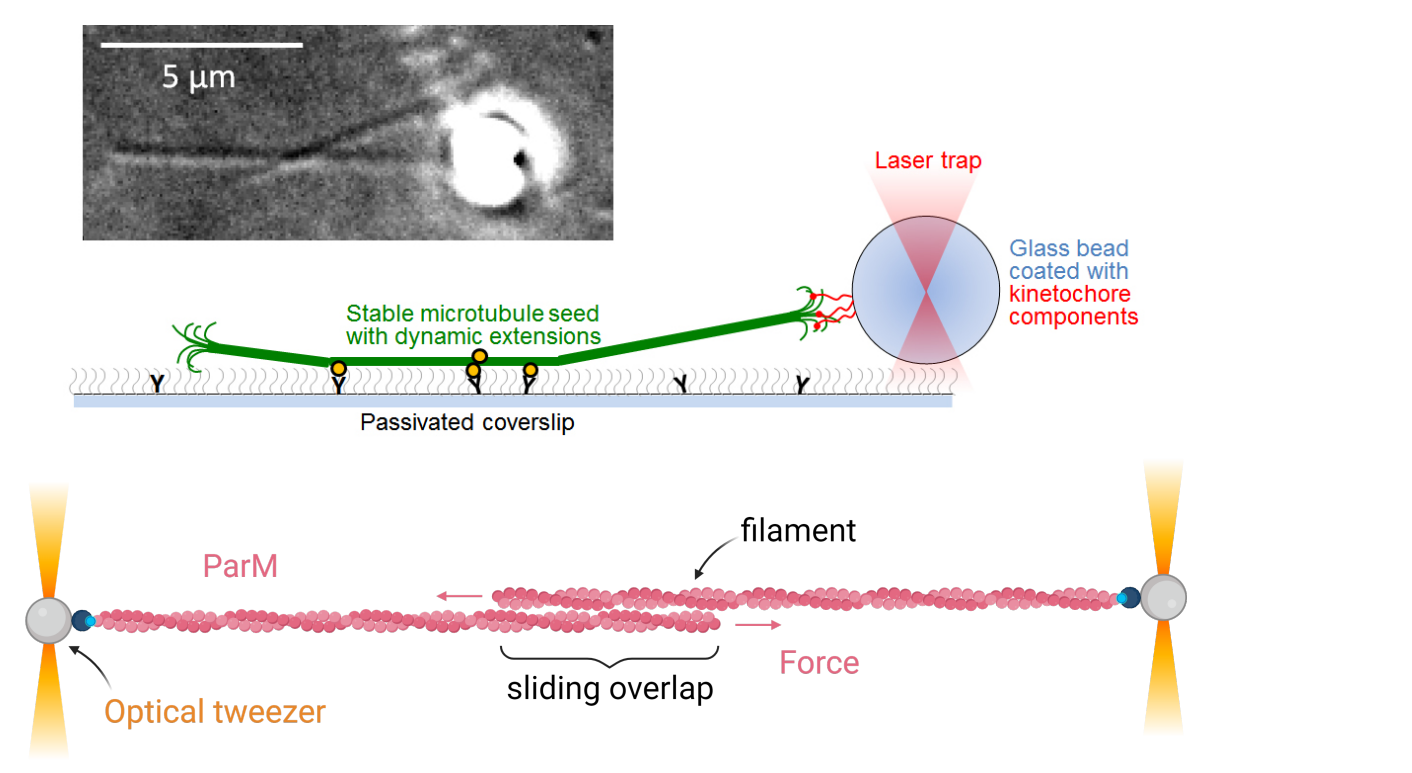 5 μm
Laser trap
Glass bead
coated with
kinetochore
components
Stable microtubule seed
with dynamic extensions
Y
Y
Y
Y
Y
Y
Passivated coverslip
filament
ParM
Force
sliding overlap
Optical tweezer